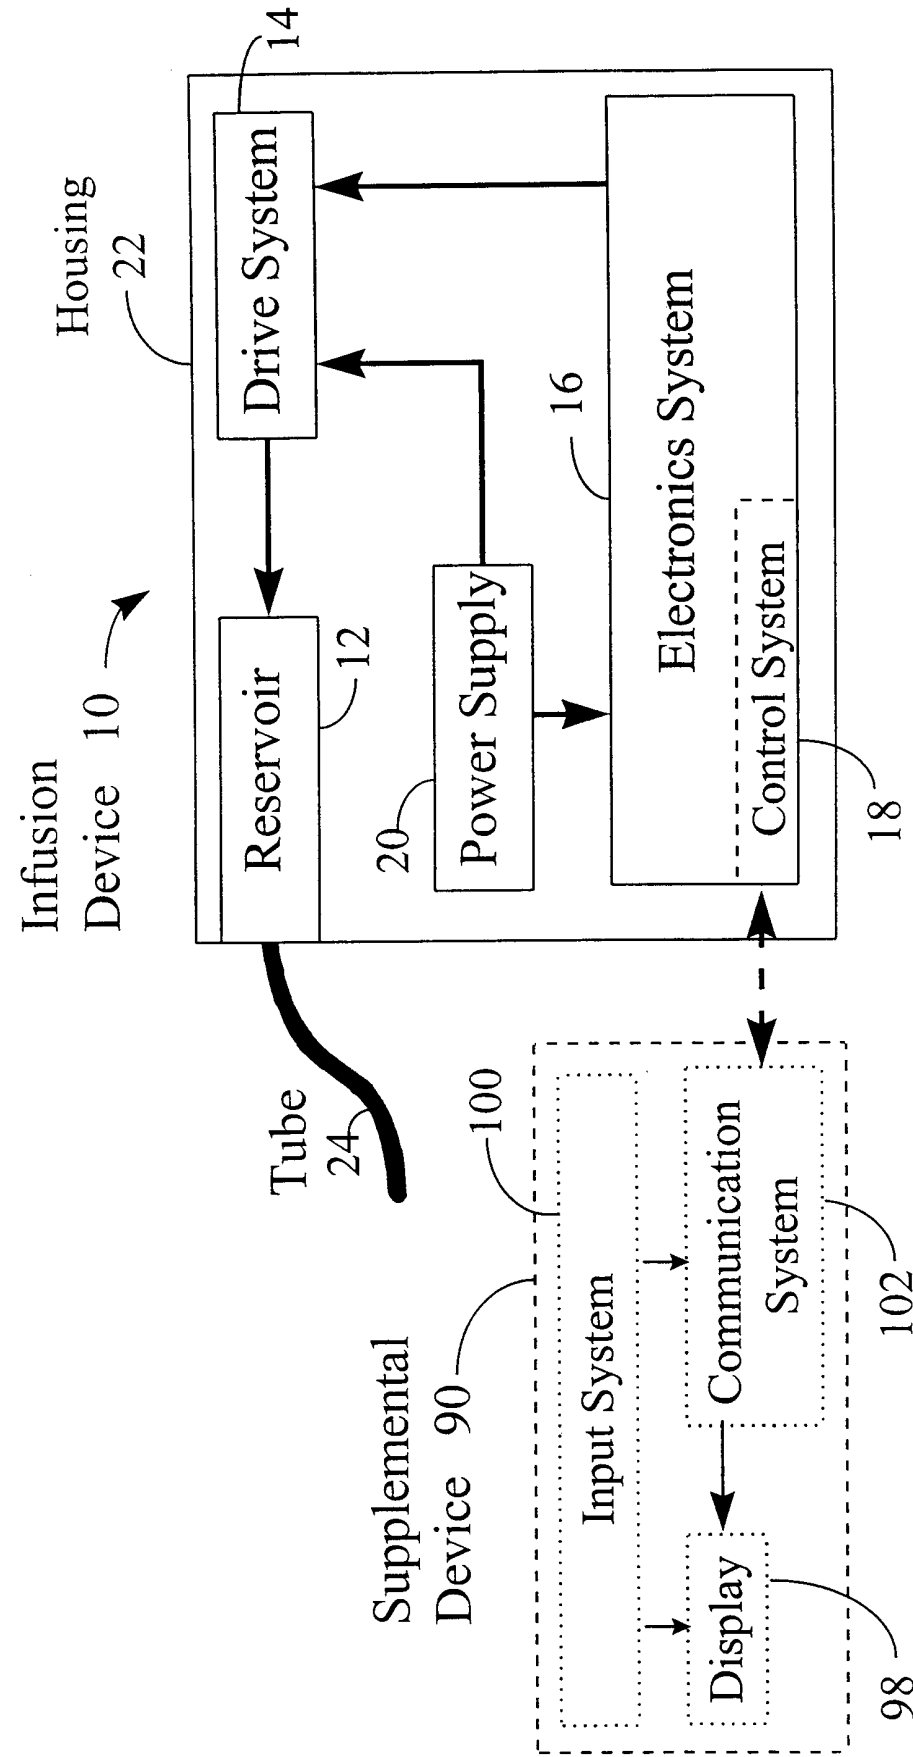 Infusion
Device 10
Housing
22
14
Drive System
Reservoir
12
20
Power Supply
16
Electronics System
Control System
18
Tube
24
Supplemental
Device 90
100
Input System
Communication
System
102
Display
98